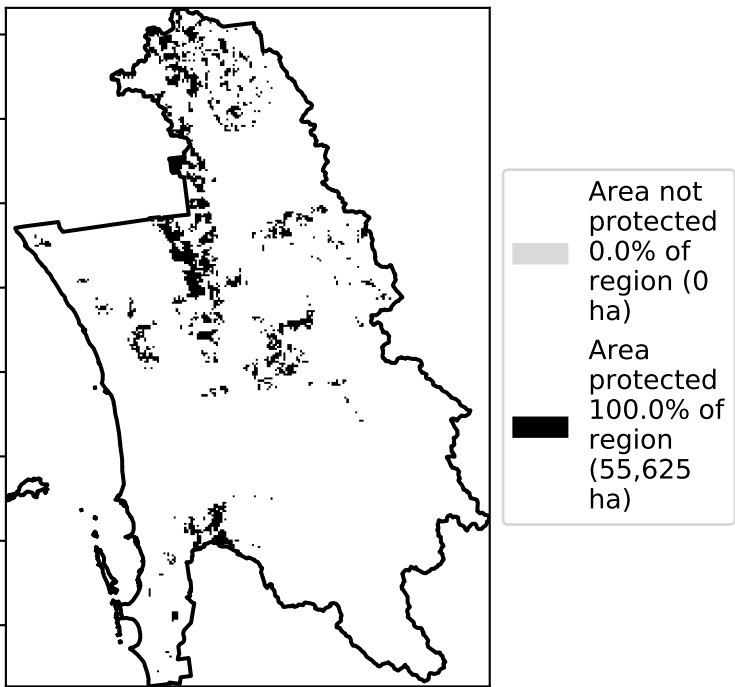 Area not
protected
0.0% of
region (0
ha)
Area
protected
100.0% of
region
(55,625
ha)